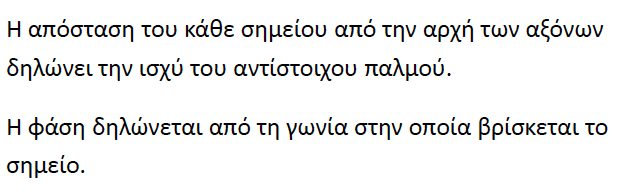 Η απόσταση του κάθε σημείου από την αρχή των αξόνων
δηλώνει την ισχύ του αντίστοιχου παλμού.
Η φάση δηλώνεται από τη γωνία στην οποία βρίσκεται το
σημείο.